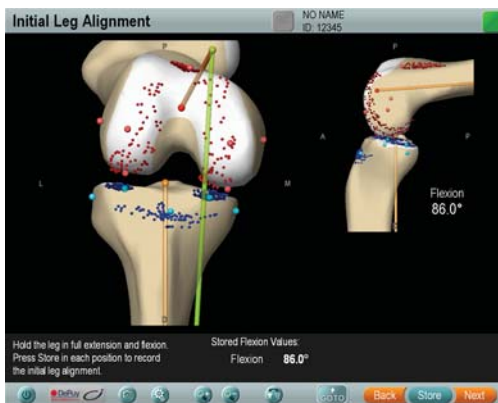 Initial Leg Alignment
NO NAME
ID: 12345
P
P
L
M
A
P
D
Flexion
86.0°
Hold the leg in full extension and flexion.
Press Store in each position to record
the initial leg alignment.
Stored Flexion Values:
Flexion 86.0°
DePuy
GOTO
Back
Store
Next